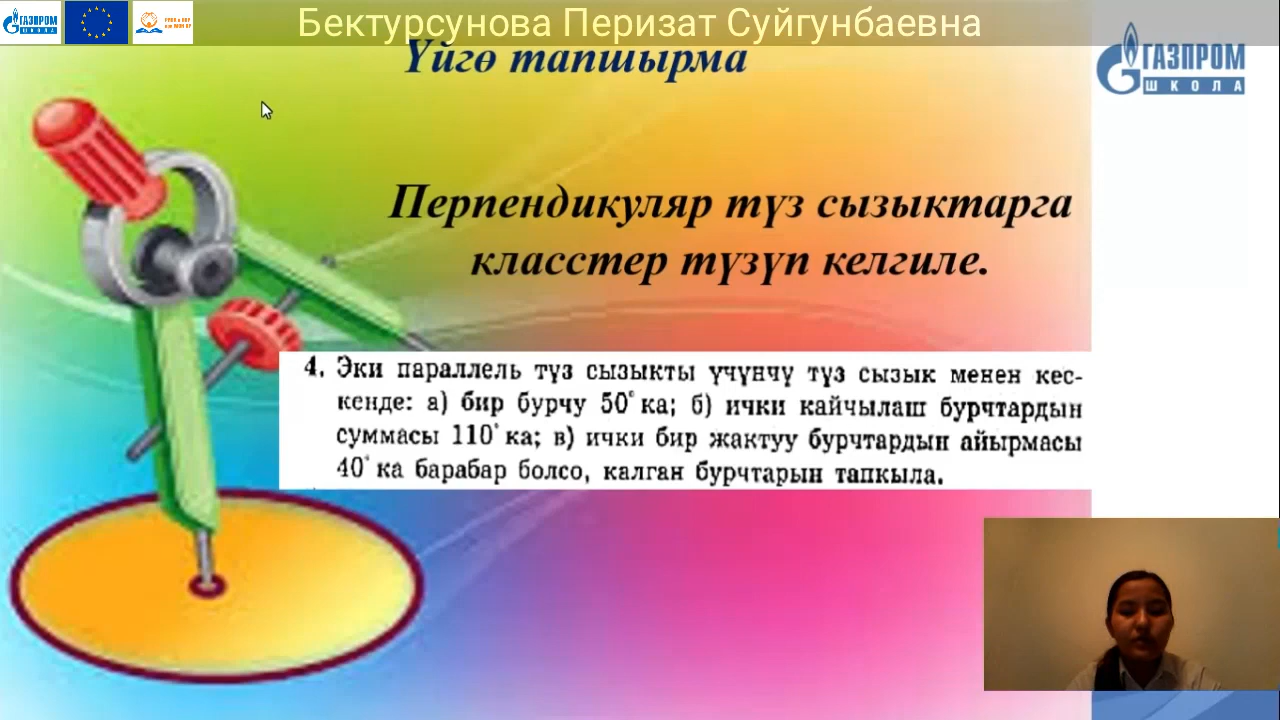 ГАЗПРОМ
ШКОЛА
Бектурсунова Перизат Суйгунбаевна
Үйгө тапшырма
ГАЗПРОМ
ШКОЛА
Перпендикуляр түз сызыктарга
класстер түзүп келгиле.
4. Эки параллель түз сызыкты үчүнчү түз сызык менен кес-
кенде: а) бир бурчу 50° ка; б) ички кайчылаш бурчтардын
суммасы 110° ка; в) ички бир жактуу бурчтардын айырмасы
40° ка барабар болсо, калган бурчтарын тапкыла.